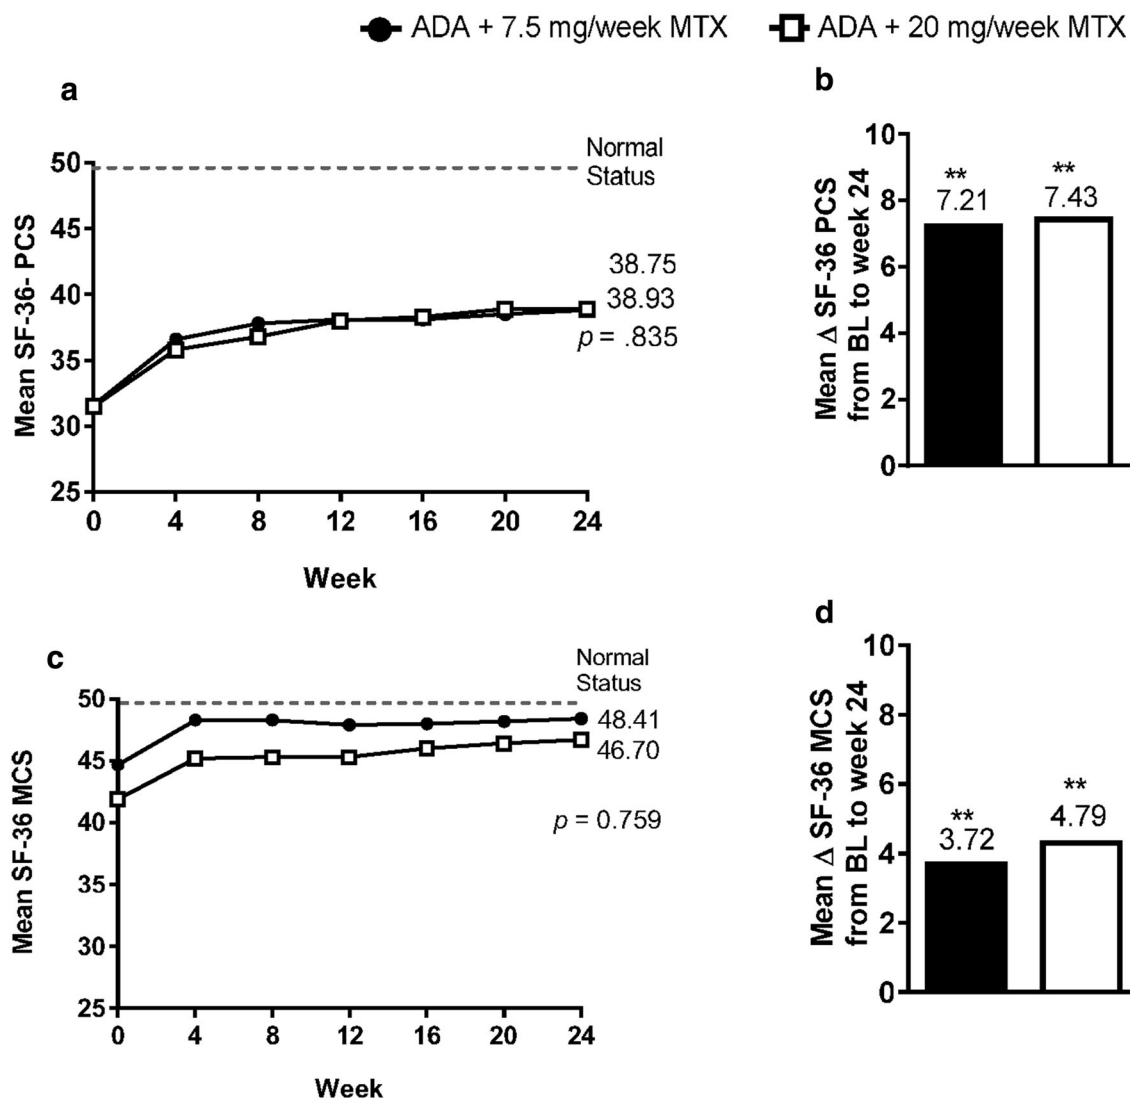 ADA + 7.5 mg/week MTX
ADA + 20 mg/week MTX
a
Mean SF-36- PCS
50
45
40
35
30
25
Normal
Status
38.75
38.93
p = .835
0 4 8 12 16 20 24
Week
b
Mean Δ SF-36 PCS
from BL to week 24
10
8
6
4
2
0
** **
7.21 7.43
c
Mean SF-36 MCS
50
45
40
35
30
25
Normal
Status
48.41
46.70
p = 0.759
0 4 8 12 16 20 24
Week
d
Mean Δ SF-36 MCS
from BL to week 24
10
8
6
4
2
0
** **
3.72 4.79